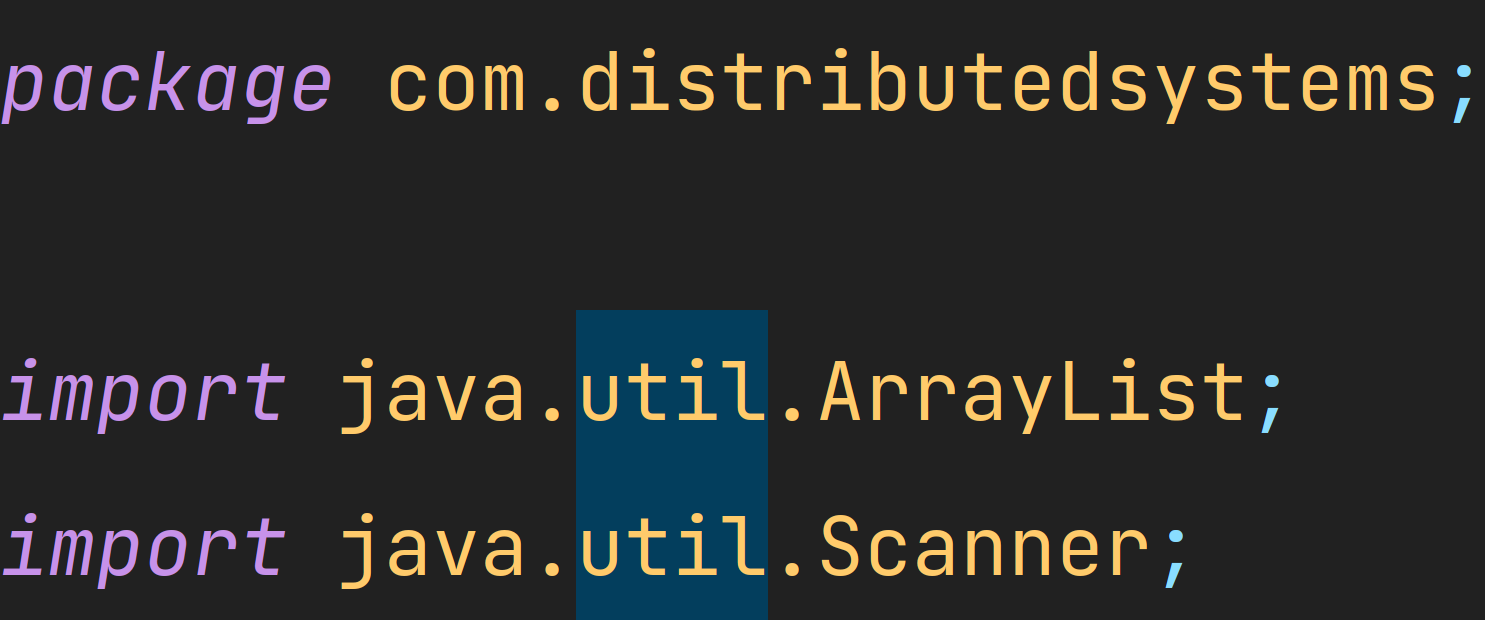 package com.distributedsystems;
import java.util.ArrayList;
import java.util.Scanner;